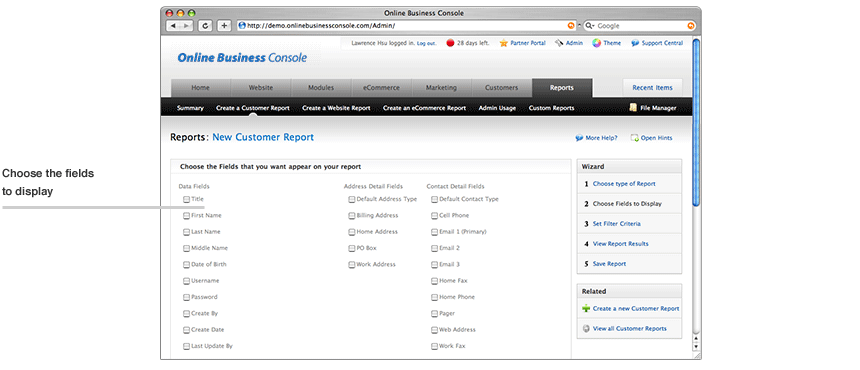 Online Business Console
http://demo.onlinebusinessconsole.com/Admin/
Google
Lawrence Hsu logged in. Log out. 28 days left. Partner Portal Admin Theme Support Central
Online Business Console
Home Website Modules eCommerce Marketing Customers Reports Recent Items
Summary Create a Customer Report Create a Website Report Create an eCommerce Report Admin Usage Custom Reports File Manager
Reports: New Customer Report
More Help? Open Hints
Choose the fields
to display
Choose the Fields that you want appear on your report
Data Fields
Title
First Name
Last Name
Middle Name
Date of Birth
Username
Password
Create By
Create Date
Last Update By
Address Detail Fields
Default Address Type
Billing Address
Home Address
PO Box
Work Address
Contact Detail Fields
Default Contact Type
Cell Phone
Email 1 (Primary)
Email 2
Email 3
Home Fax
Home Phone
Pager
Web Address
Work Fax
Wizard
1 Choose type of Report
2 Choose Fields to Display
3 Set Filter Criteria
4 View Report Results
5 Save Report
Related
Create a new Customer Report
View all Customer Reports